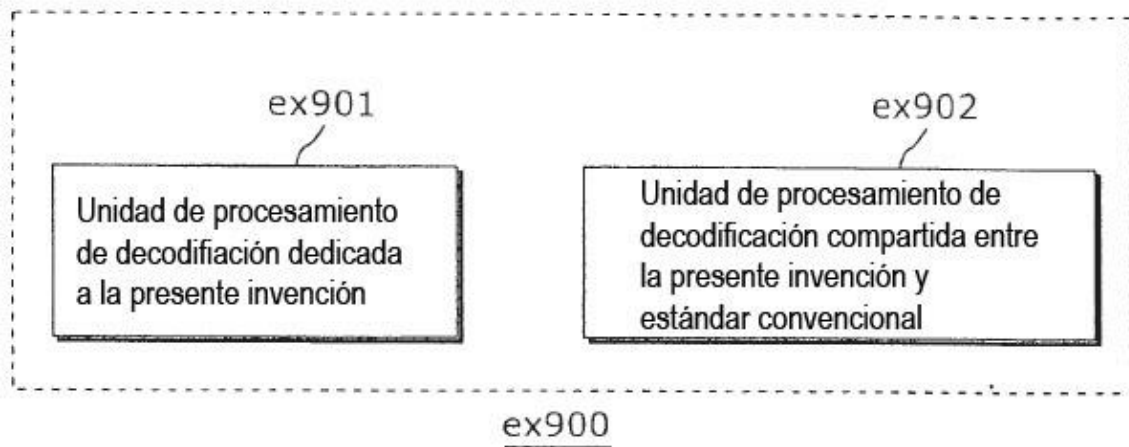 ex901
ex902
Unidad de procesamiento
de decodifiación dedicada
a la presente invención
Unidad de procesamiento de
decodificación compartida entre
la presente invención y
estándar convencional
ex900